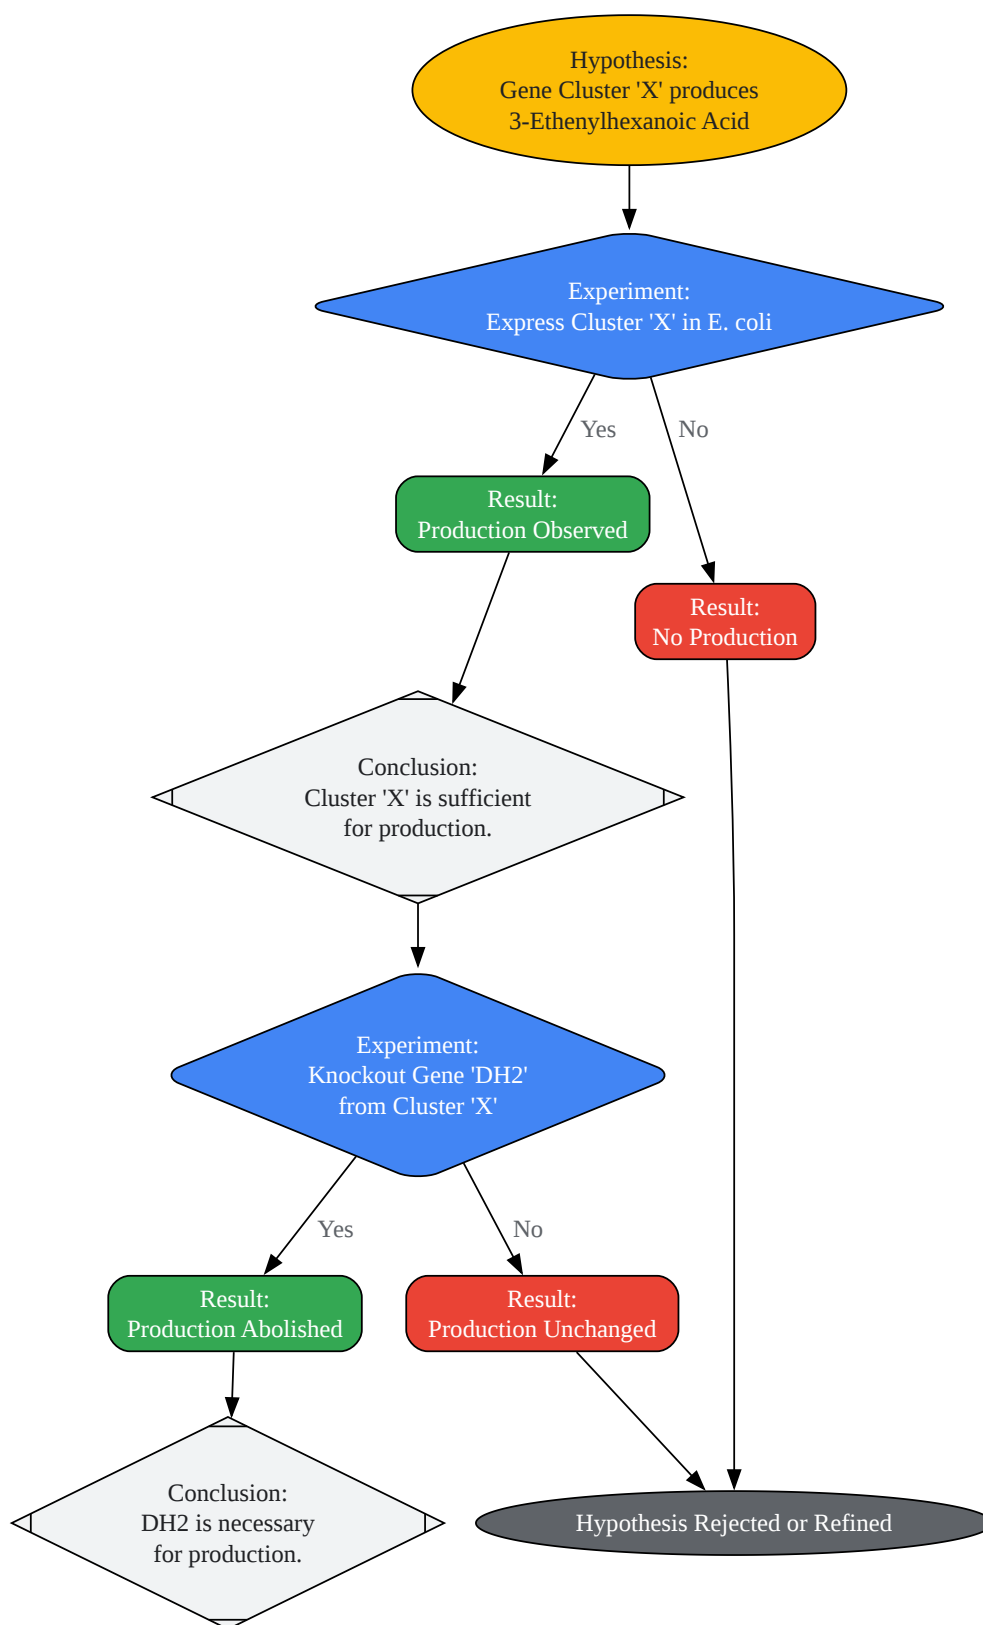 Hypothesis:
Gene Cluster 'X' produces
3-Ethenylhexanoic Acid
Experiment:
Express Cluster 'X' in E. coli
Yes
No
Result:
Production Observed
Result:
No Production
Conclusion:
Cluster 'X' is sufficient
for production.
Experiment:
Knockout Gene 'DH2'
from Cluster 'X'
Yes
No
Result:
Production Abolished
Result:
Production Unchanged
Conclusion:
DH2 is necessary
for production.
Hypothesis Rejected or Refined